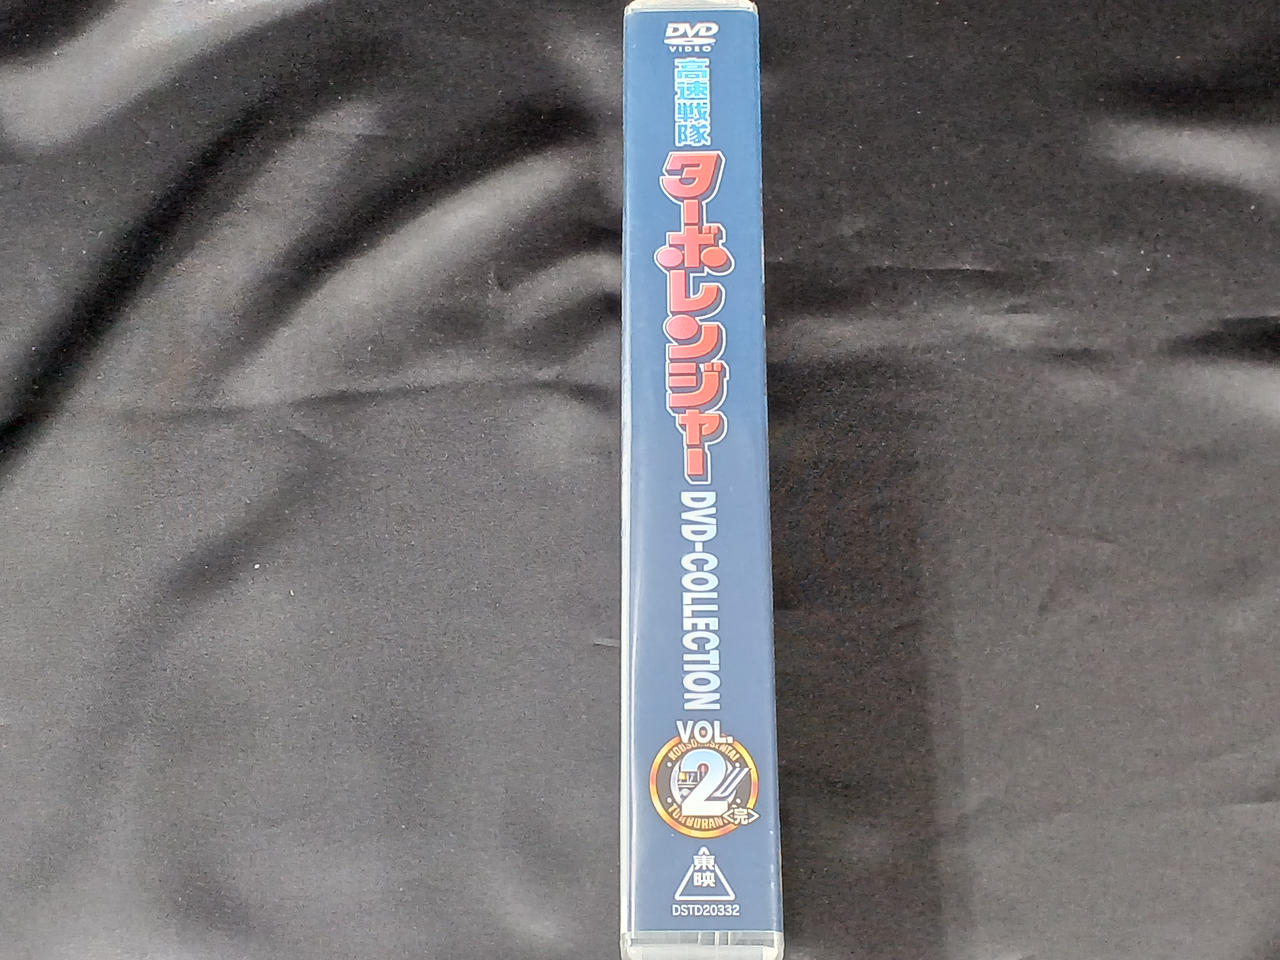 DVD
VIDEO
高速戦隊
ターボレンジャー
DVD-COLLECTION
VOL.
2
<完>
東映
DSTD20332